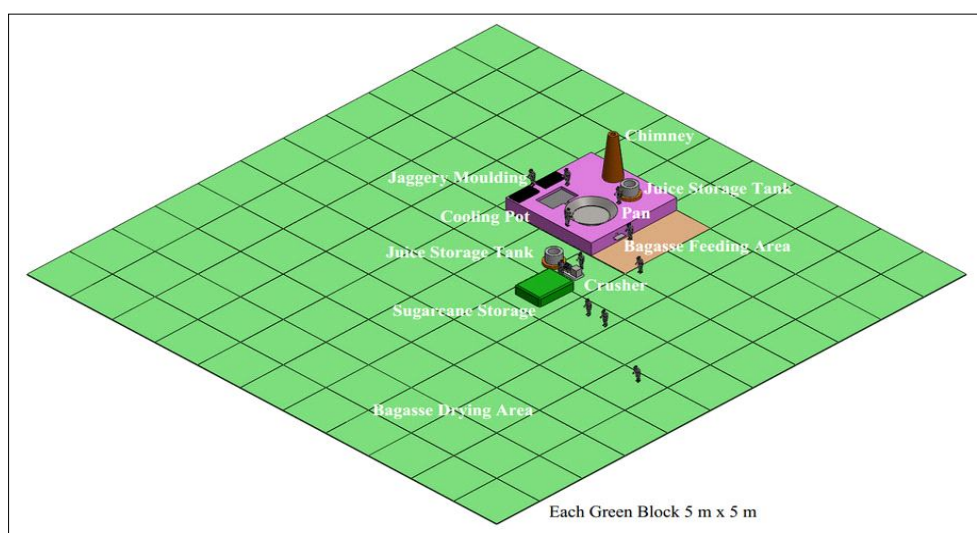 Chimney
Jaggery Moulding
Juice Storage Tank
Cooling Pot
Pan
Bagasse Feeding Area
Juice Storage Tank
Crusher
Sugarcane Storage
Bagasse Drying Area
Each Green Block 5 m x 5 m